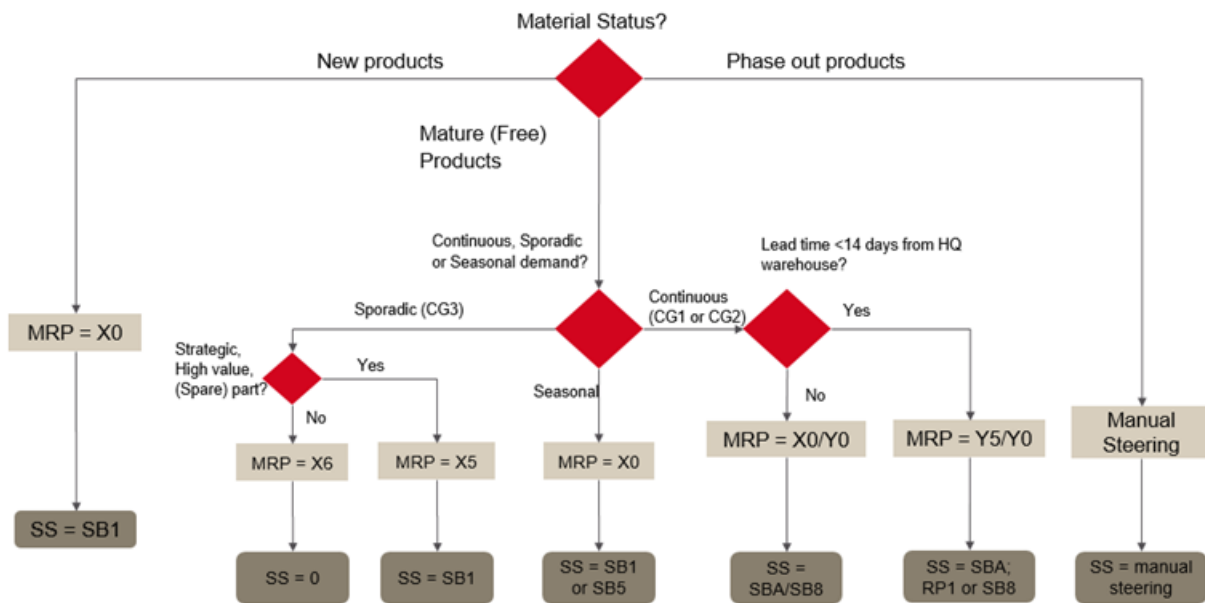 Material Status?
New products
Phase out products
Mature (Free)
Products
Continuous, Sporadic
or Seasonal demand?
Lead time <14 days from HQ
warehouse?
Sporadic (CG3)
Continuous
(CG1 or CG2)
Yes
MRP = X0
Strategic,
High value,
(Spare) part?
Yes
Seasonal
No
No
MRP = X6
MRP = X5
MRP = X0
MRP = X0/Y0
MRP = Y5/Y0
Manual
Steering
SS = SB1
SS = 0
SS = SB1
SS = SB1
or SB5
SS =
SBA/SB8
SS = SBA;
RP1 or SB8
SS = manual
steering